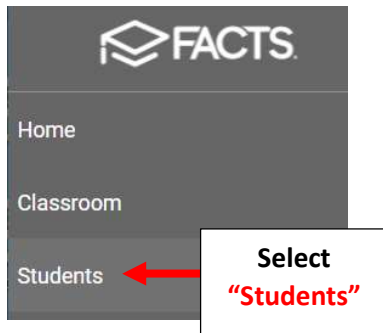 FACTS.
Home
Classroom
Students
Select
“Students”